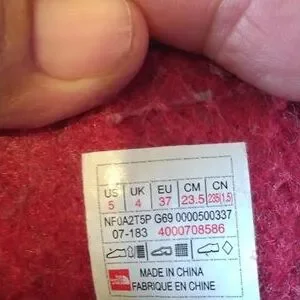 US UK EU CM CN
5 4 37 23.5 235(1.5)
NF0A2T5P G69 0000500337
07-183 4000708586
MADE IN CHINA
FABRIQUE EN CHINE